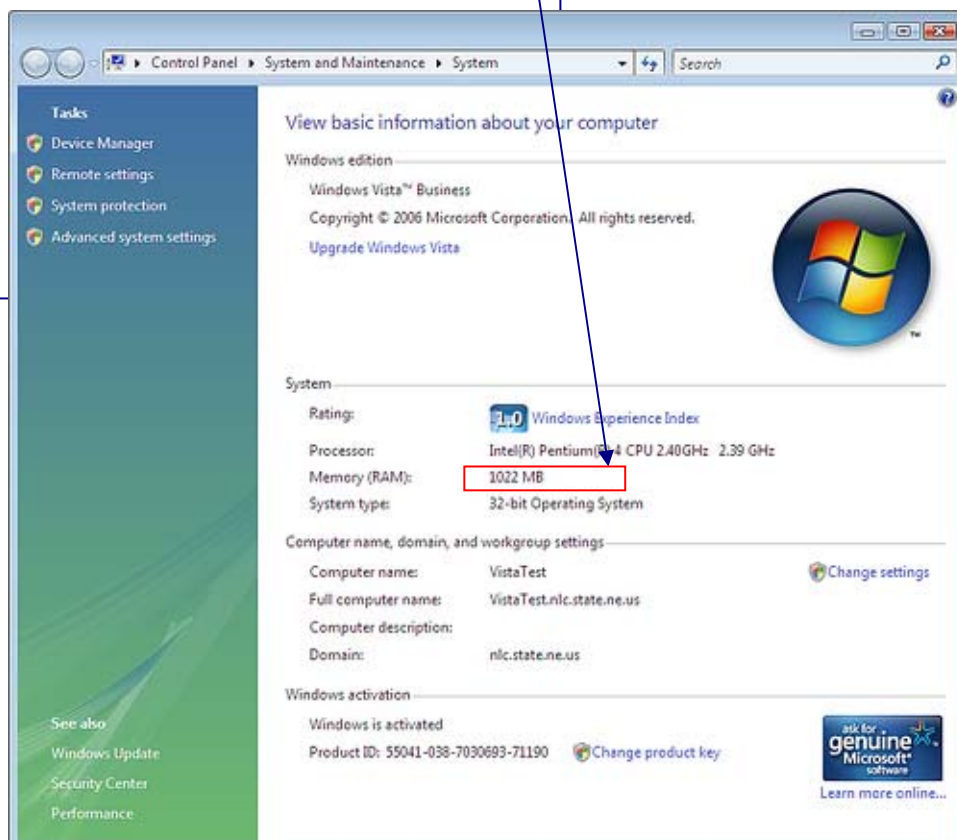 Control Panel System and Maintenance System Search
Tasks
Device Manager
Remote settings
System protection
Advanced system settings
See also
Windows Update
Security Center
Performance
View basic information about your computer
Windows edition
Windows Vista™ Business
Copyright © 2006 Microsoft Corporation. All rights reserved.
Upgrade Windows Vista
TM
System
Rating: 1.0 Windows Experience Index
Processor: Intel(R) Pentium(R) 4 CPU 2.40GHz 2.39 GHz
Memory (RAM): 1022 MB
System type: 32-bit Operating System
Computer name, domain, and workgroup settings
Computer name: VistaTest Change settings
Full computer name: VistaTest.nlc.state.ne.us
Computer description:
Domain: nlc.state.ne.us
Windows activation
Windows is activated
Product ID: 55041-038-7030693-71190 Change product key
ask for
genuine
Microsoft®
software
Learn more online...